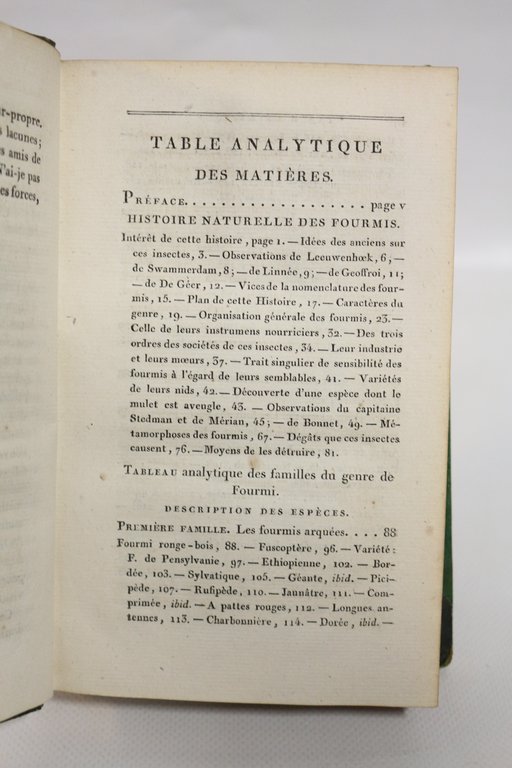 r-propre.
s lacunes;
s amis de
N'ai-je pas
es forces,
TABLE ANALYTIQUE
DES MATIÈRES.
PRÉFACE. . . . . . . . . . . . . . . . . . . page v
HISTOIRE NATURELLE DES FOURMIS.
Intérêt de cette histoire, page 1. — Idées des anciens sur
ces insectes, 3. — Observations de Leeuwenhœk, 6; —
de Swammerdam, 8; — de Linnée, 9; — de Geoffroi, 11;
— de De Géer, 12. — Vices de la nomenclature des four-
mis, 15. — Plan de cette Histoire, 17. — Caractères du
genre, 19. — Organisation générale des fourmis, 23. —
Celle de leurs instrumens nourriciers, 32. — Des trois
ordres des sociétés de ces insectes, 34. — Leur industrie
et leurs mœurs, 37. — Trait singulier de sensibilité des
fourmis à l'égard de leurs semblables, 41. — Variétés
de leurs nids, 42. — Découverte d'une espèce dont le
mulet est aveugle, 43. — Observations du capitaine
Stedman et de Mérian, 45; — de Bonnet, 49. — Mé-
tamorphoses des fourmis, 67. — Dégâts que ces insectes
causent, 76. — Moyens de les détruire, 81.
TABLEAU analytique des familles du genre de
Fourmi.
DESCRIPTION DES ESPÈCES.
PREMIÈRE FAMILLE. Les fourmis arquées. . . . 88
Fourmi ronge-bois, 88. — Fuscoptère, 96. — Variété:
F. de Pensylvanie, 97. — Ethiopienne, 102. — Bor-
dée, 103. — Sylvatique, 105. — Géante, ibid. — Pici-
pède, 107. — Rufipède, 110. — Jaunâtre, 111. — Com-
primée, ibid. — A pattes rouges, 112. — Longues an-
tennes, 113. — Charbonnière, 114. — Dorée, ibid. —